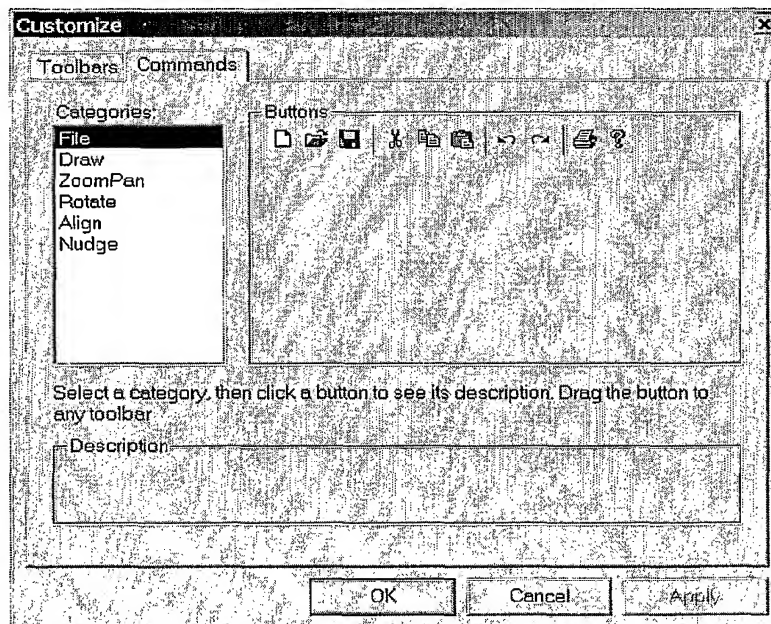 Customize
Toolbars Commands
Categories:
Buttons
File
Draw
ZoomPan
Rotate
Align
Nudge
Select a category, then click a button to see its description. Drag the button to
any toolbar
Description
OK Cancel Apply